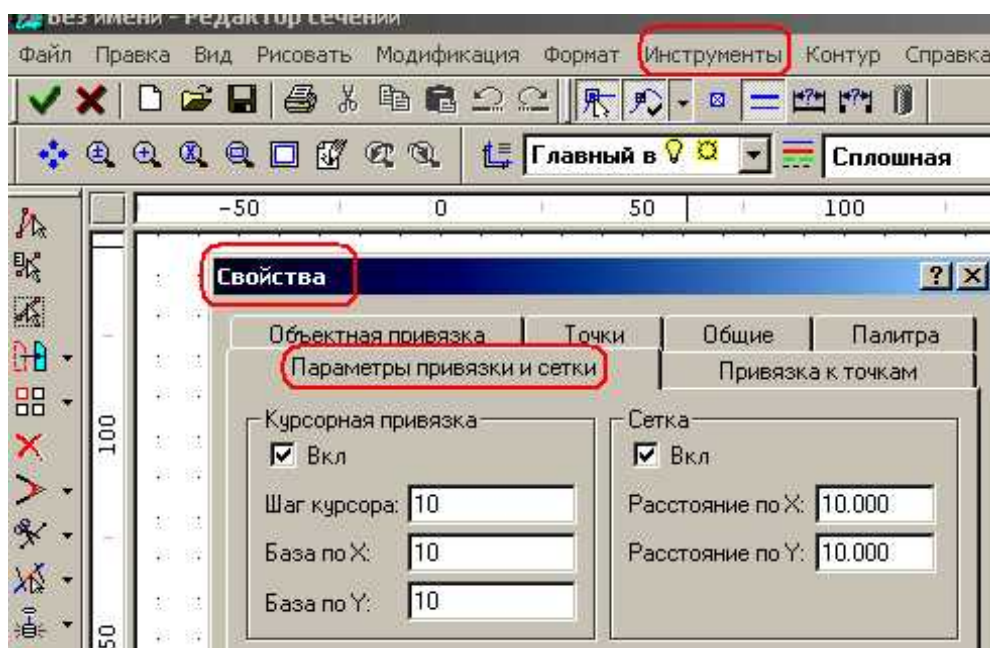 Без имени - Редактор сечений
Файл Правка Вид Рисовать Модификация Формат Инструменты Контур Справка
Главный в Сплошная
-50 0 50 100
Свойства
Объектная привязка Точки Общие Палитра
Параметры привязки и сетки Привязка к точкам
Курсорная привязка Сетка
Вкл Вкл
Шаг курсора: 10 Расстояние по X: 10.000
База по X: 10 Расстояние по Y: 10.000
База по Y: 10
100
50